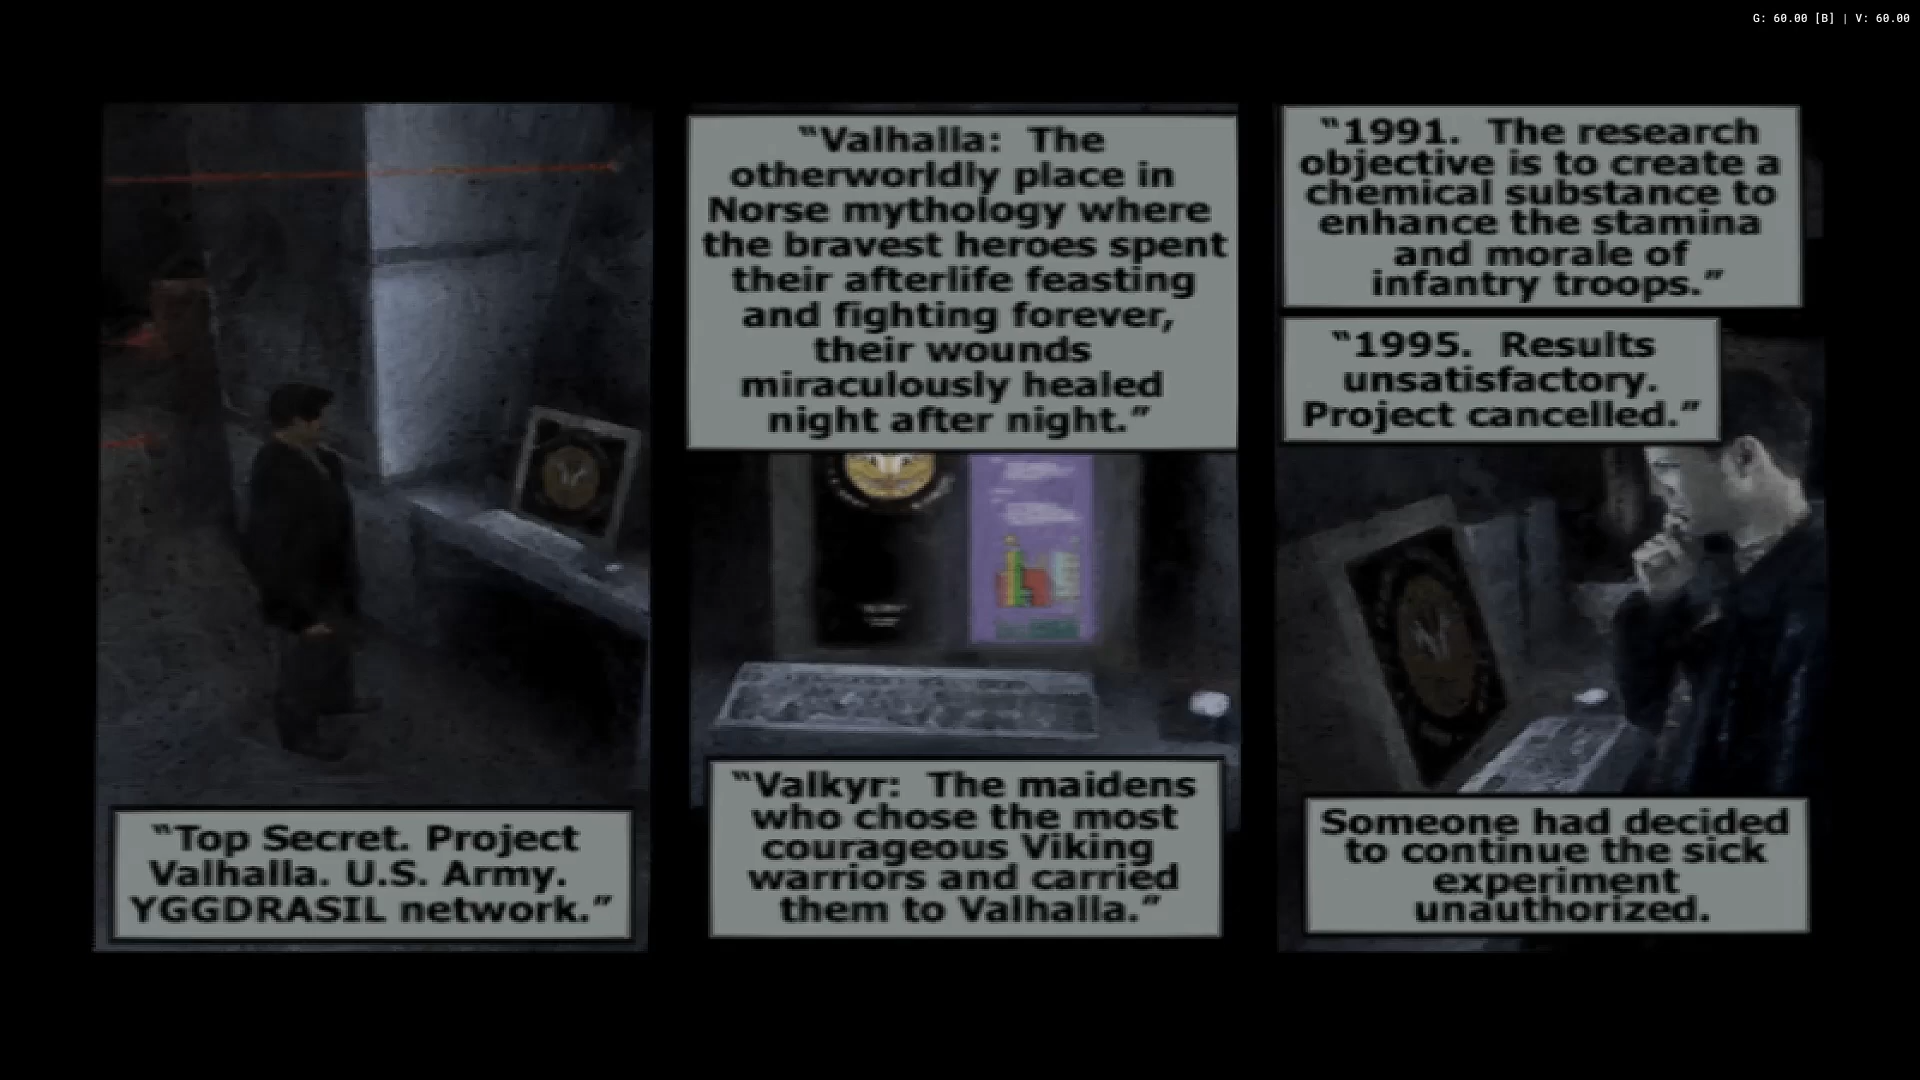 G: 60.00 [B] | V: 60.00
"Top Secret. Project
Valhalla. U.S. Army.
YGGDRASIL network."
"Valhalla: The
otherworldly place in
Norse mythology where
the bravest heroes spent
their afterlife feasting
and fighting forever,
their wounds
miraculously healed
night after night."
"Valkyr: The maidens
who chose the most
courageous Viking
warriors and carried
them to Valhalla."
"1991. The research
objective is to create a
chemical substance to
enhance the stamina
and morale of
infantry troops."
"1995. Results
unsatisfactory.
Project cancelled."
Someone had decided
to continue the sick
experiment
unauthorized.